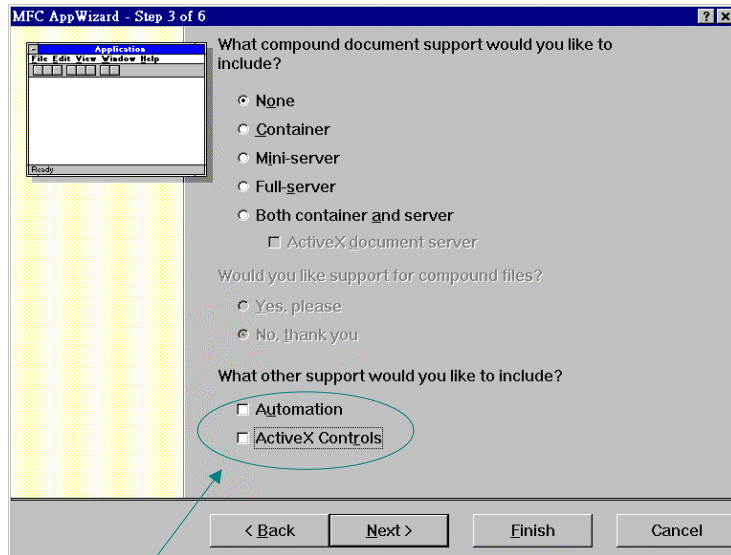 MFC AppWizard - Step 3 of 6
Application
File Edit View Window Help
Ready
What compound document support would you like to
include?
None
Container
Mini-server
Full-server
Both container and server
ActiveX document server
Would you like support for compound files?
Yes, please
No, thank you
What other support would you like to include?
Automation
ActiveX Controls
< Back
Next >
Finish
Cancel